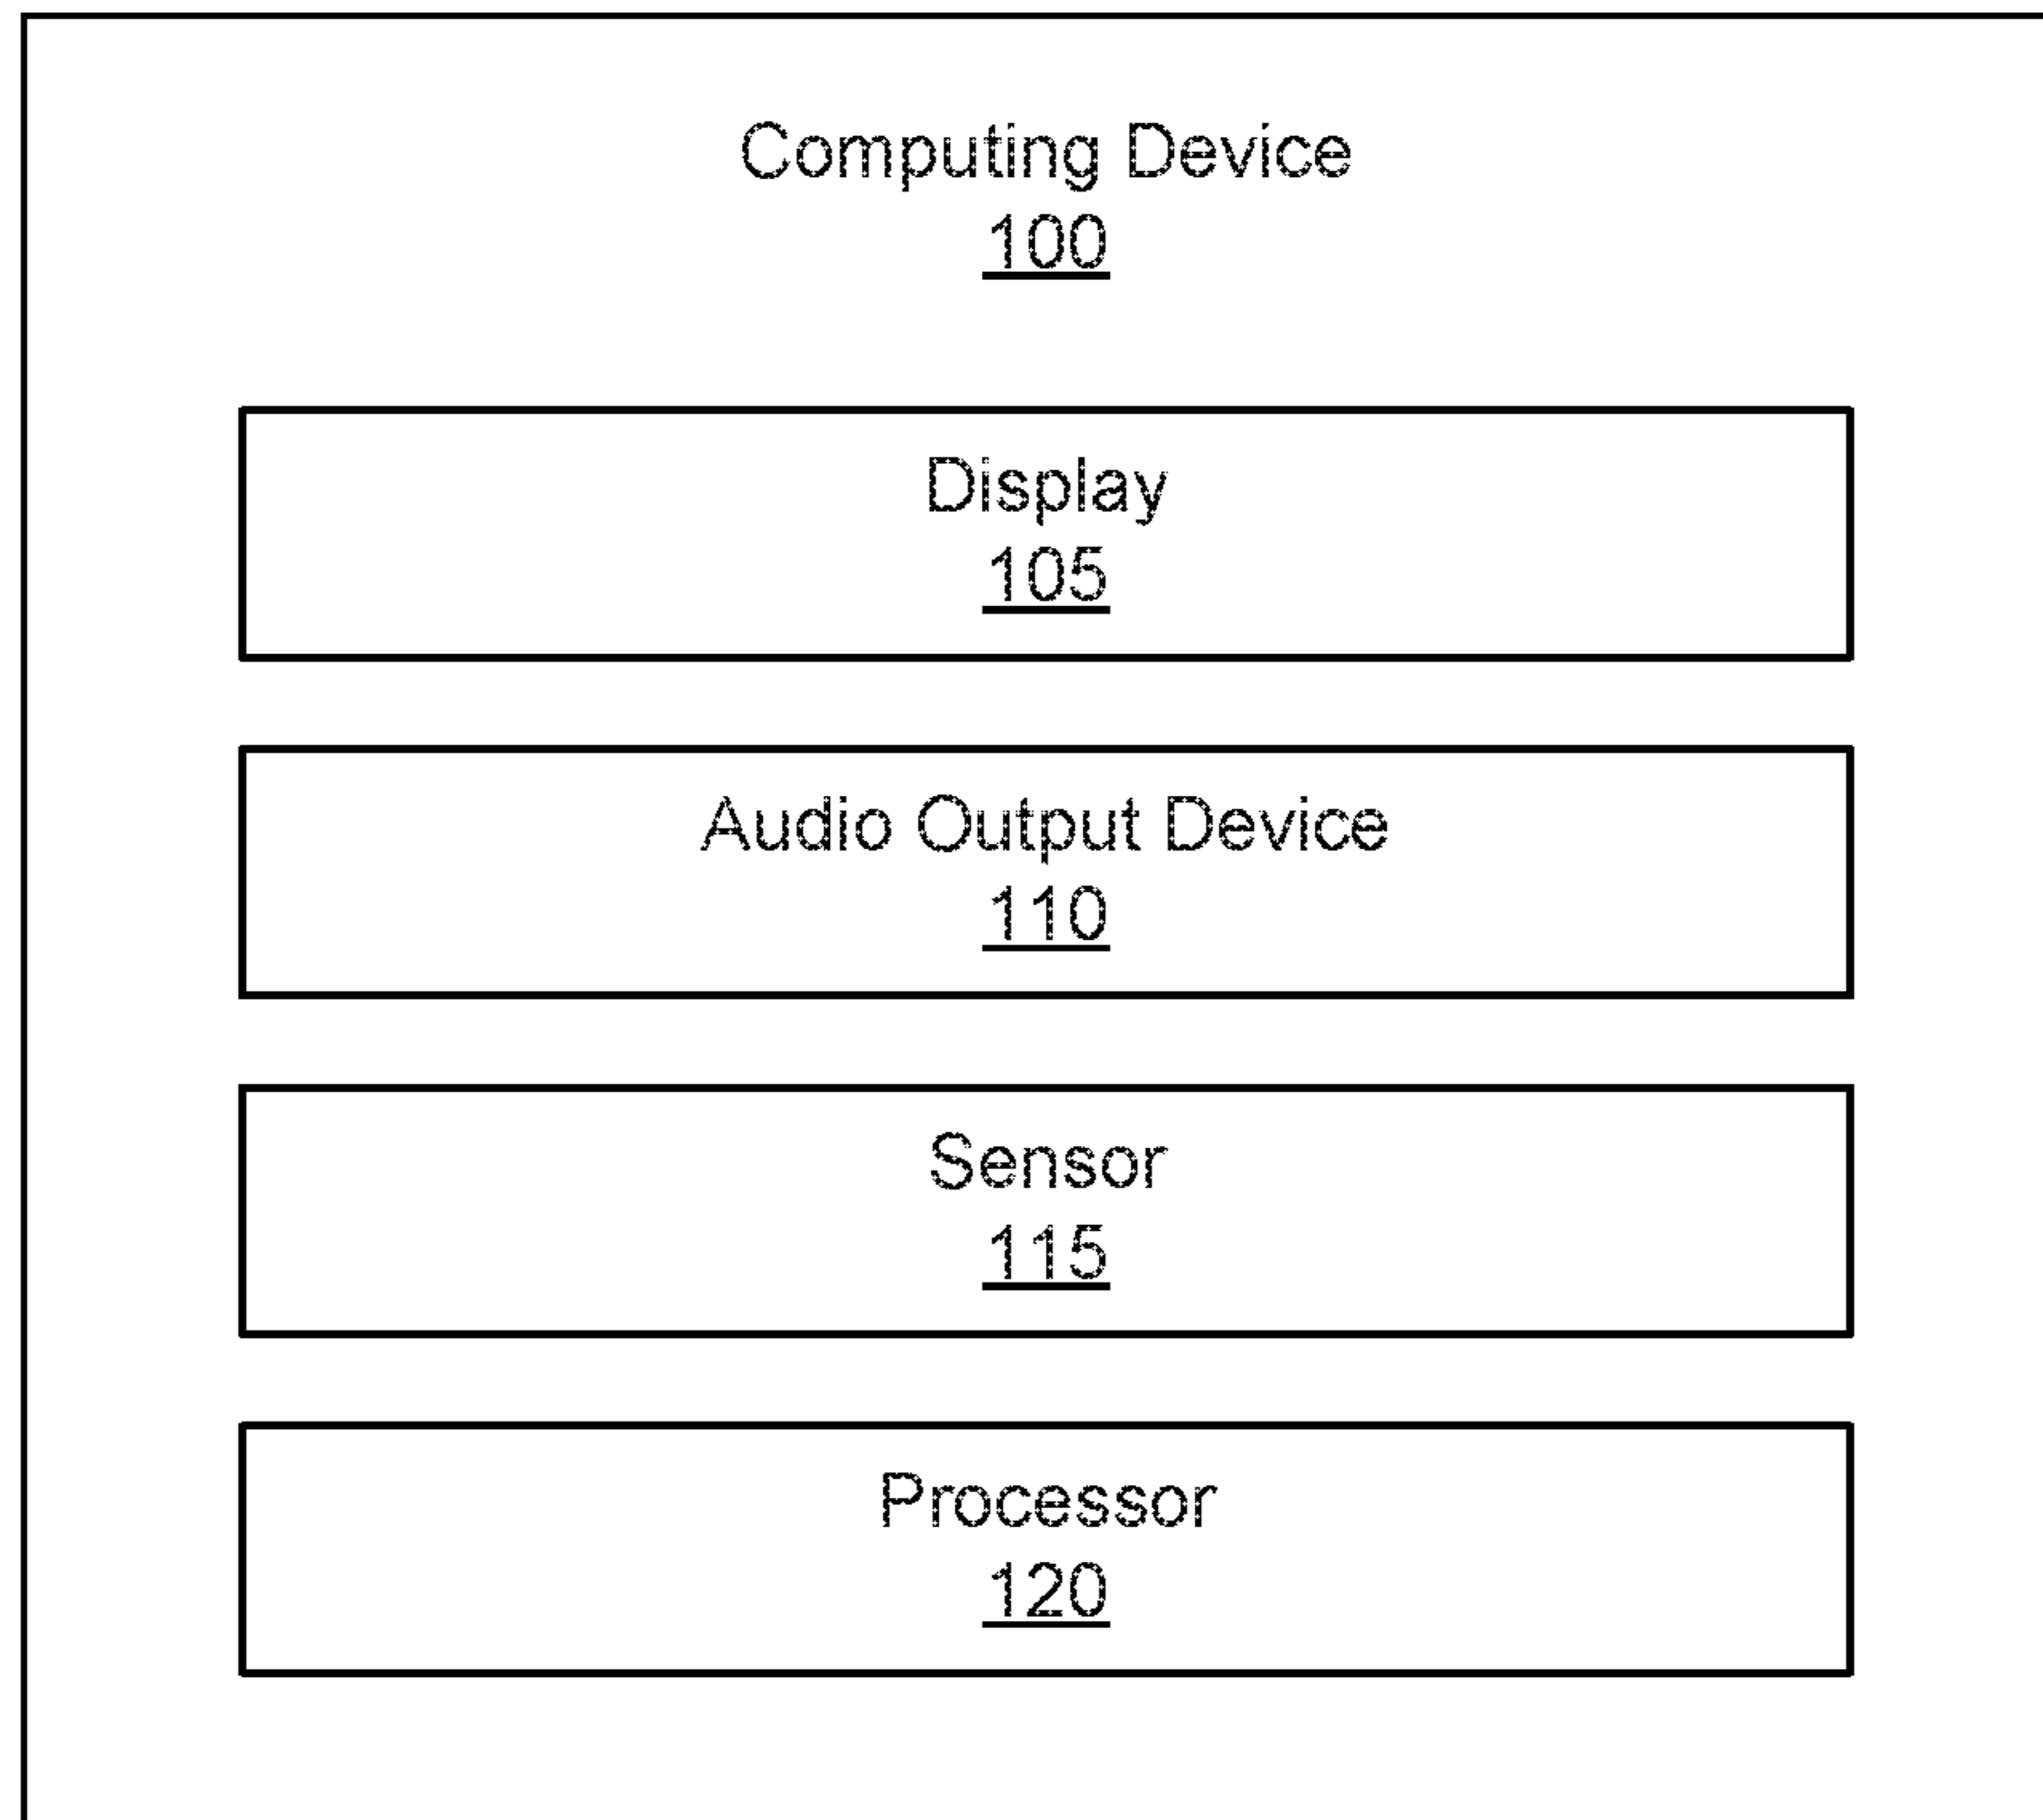 Computing Device
100
Display
105
Audio Output Device
110
Sensor
115
Processor
120